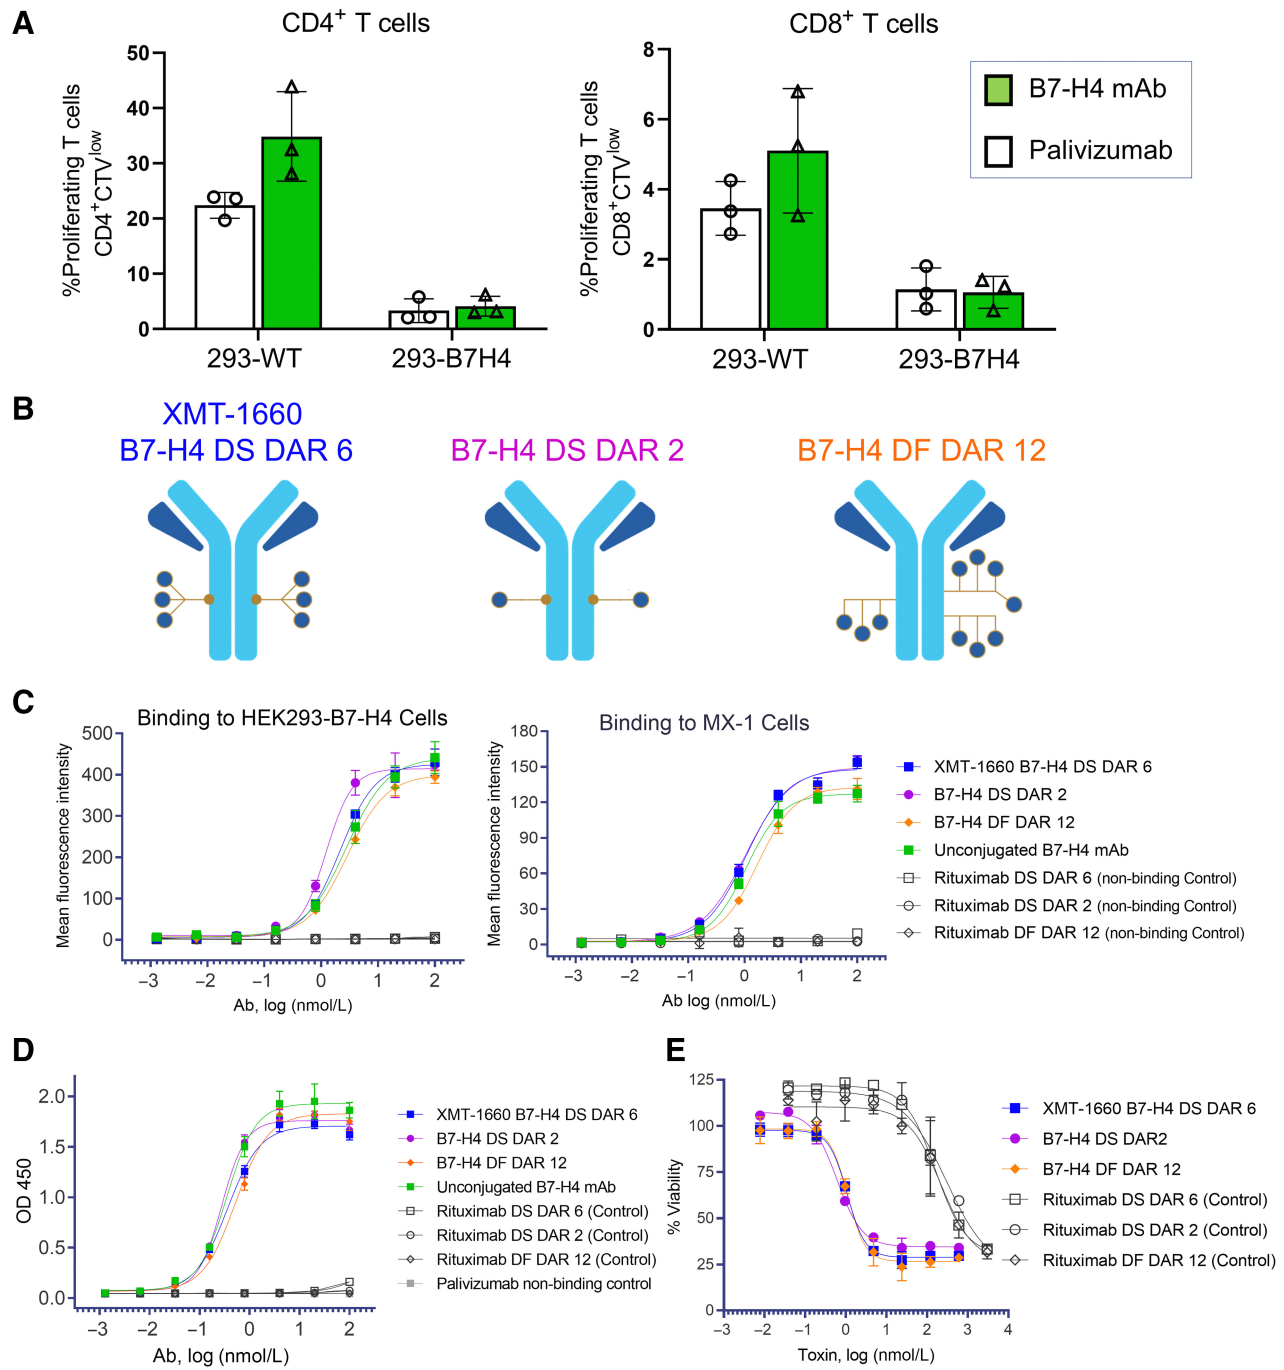 A
CD4+ T cells
%Proliferating T cells
CD4+CTVlow
50
40
30
20
10
0
293-WT
293-B7H4
CD8+ T cells
%Proliferating T cells
CD8+CTVlow
8
6
4
2
0
293-WT
293-B7H4
B7-H4 mAb
Palivizumab
B
XMT-1660
B7-H4 DS DAR 6
B7-H4 DS DAR 2
B7-H4 DF DAR 12
C
Binding to HEK293-B7-H4 Cells
Mean fluorescence intensity
500
400
300
200
100
0
−3 −2 −1 0 1 2
Ab, log (nmol/L)
Binding to MX-1 Cells
Mean fluorescence intensity
180
150
120
90
60
30
0
−3 −2 −1 0 1 2
Ab log (nmol/L)
XMT-1660 B7-H4 DS DAR 6
B7-H4 DS DAR 2
B7-H4 DF DAR 12
Unconjugated B7-H4 mAb
Rituximab DS DAR 6 (non-binding Control)
Rituximab DS DAR 2 (non-binding Control)
Rituximab DF DAR 12 (non-binding Control)
D
OD 450
2.0
1.5
1.0
0.5
0.0
−3 −2 −1 0 1 2
Ab, log (nmol/L)
XMT-1660 B7-H4 DS DAR 6
B7-H4 DS DAR 2
B7-H4 DF DAR 12
Unconjugated B7-H4 mAb
Rituximab DS DAR 6 (Control)
Rituximab DS DAR 2 (Control)
Rituximab DF DAR 12 (Control)
Palivizumab non-binding control
E
% Viability
125
100
75
50
25
0
−3 −2 −1 0 1 2 3 4
Toxin, log (nmol/L)
XMT-1660 B7-H4 DS DAR 6
B7-H4 DS DAR2
B7-H4 DF DAR 12
Rituximab DS DAR 6 (Control)
Rituximab DS DAR 2 (Control)
Rituximab DF DAR 12 (Control)